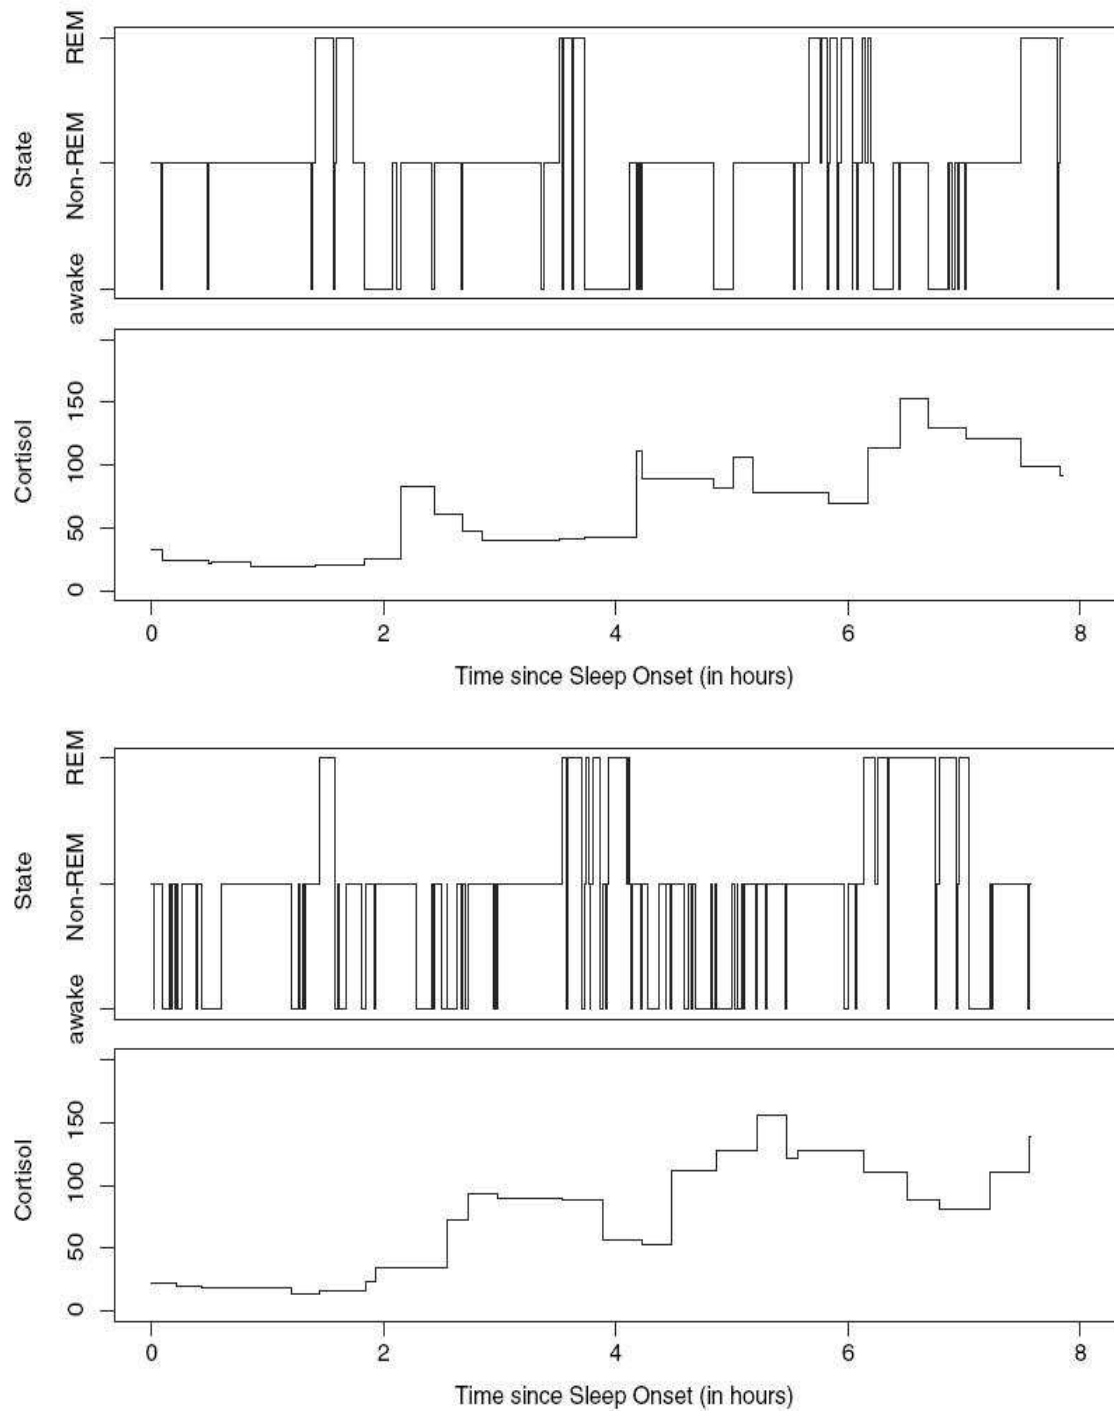 REM
Non-REM
awake
State
150
100
50
0
Cortisol
0 2 4 6 8
Time since Sleep Onset (in hours)
REM
Non-REM
awake
State
150
100
50
0
Cortisol
0 2 4 6 8
Time since Sleep Onset (in hours)